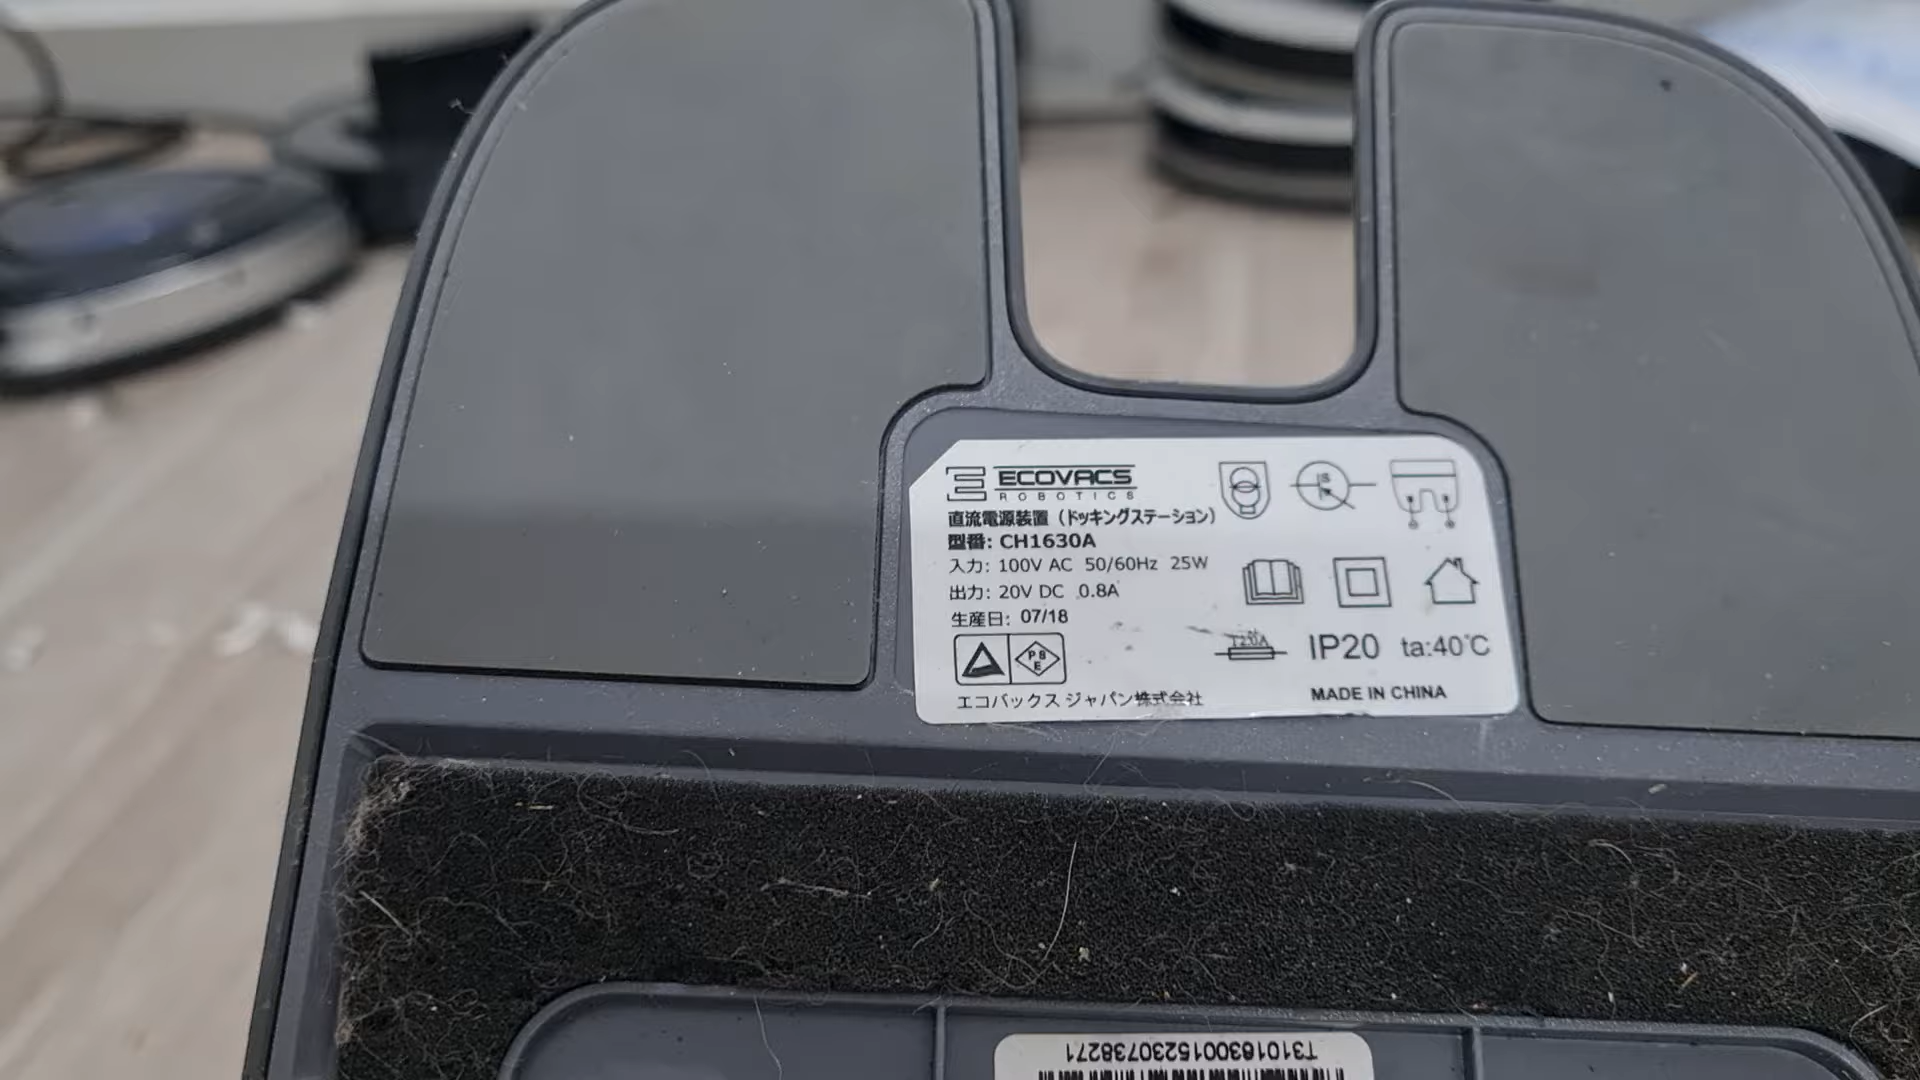 ECOVACS
ROBOTICS
直流電源装置（ドッキングステーション）
型番: CH1630A
入力: 100V AC 50/60Hz 25W
出力: 20V DC 0.8A
生産日: 07/18
PS
E
T2.0A
IP20 ta:40℃
エコバックス ジャパン株式会社
MADE IN CHINA